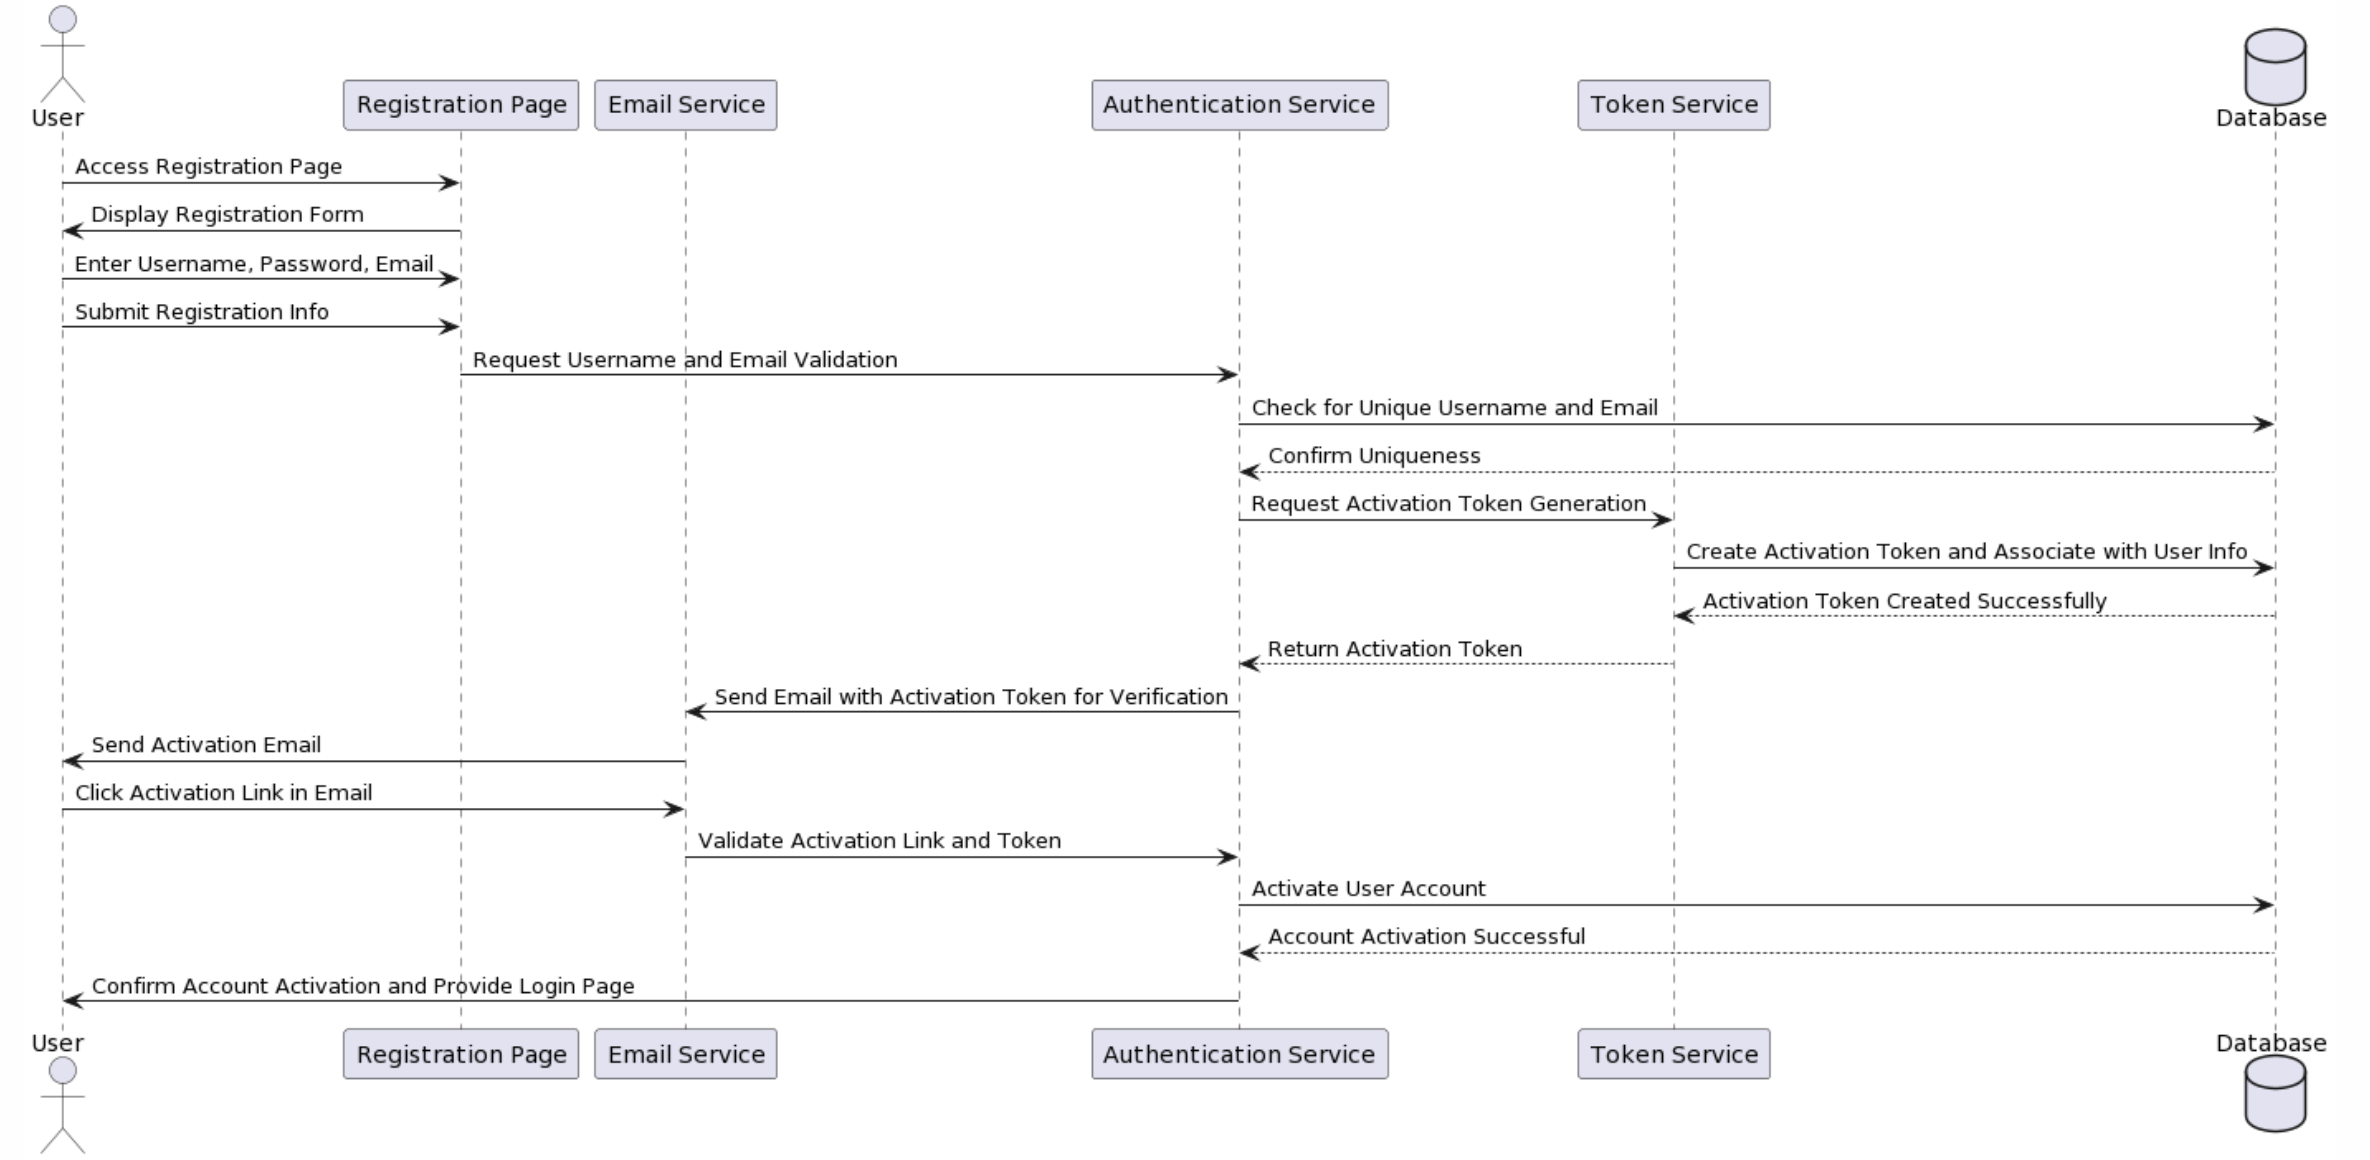 User
Registration Page
Email Service
Authentication Service
Token Service
Database
Access Registration Page
Display Registration Form
Enter Username, Password, Email
Submit Registration Info
Request Username and Email Validation
Check for Unique Username and Email
Confirm Uniqueness
Request Activation Token Generation
Create Activation Token and Associate with User Info
Activation Token Created Successfully
Return Activation Token
Send Email with Activation Token for Verification
Send Activation Email
Click Activation Link in Email
Validate Activation Link and Token
Activate User Account
Account Activation Successful
Confirm Account Activation and Provide Login Page
User
Registration Page
Email Service
Authentication Service
Token Service
Database